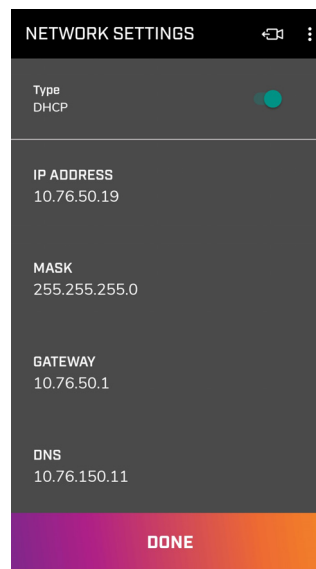 NETWORK SETTINGS
Type
DHCP
IP ADDRESS
10.76.50.19
MASK
255.255.255.0
GATEWAY
10.76.50.1
DNS
10.76.150.11
DONE